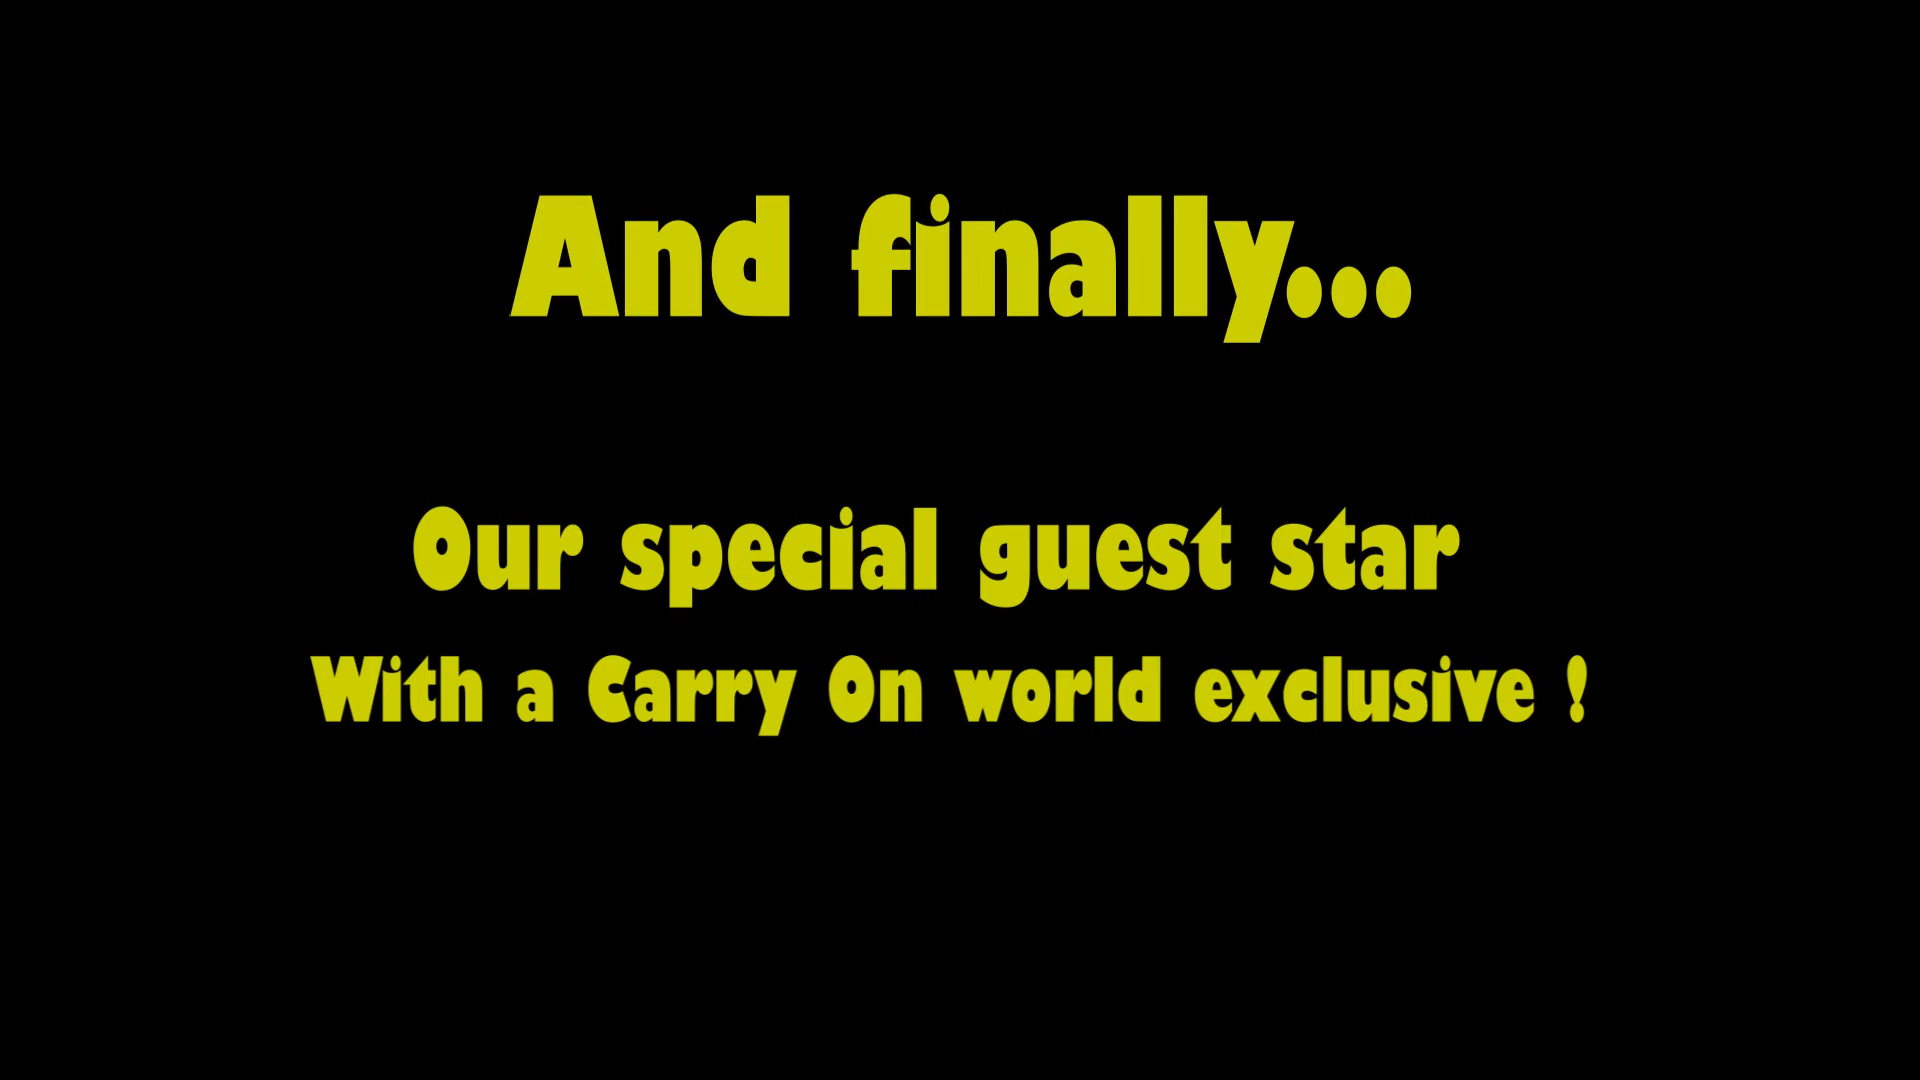 And finally...
Our special guest star
With a Carry On world exclusive !